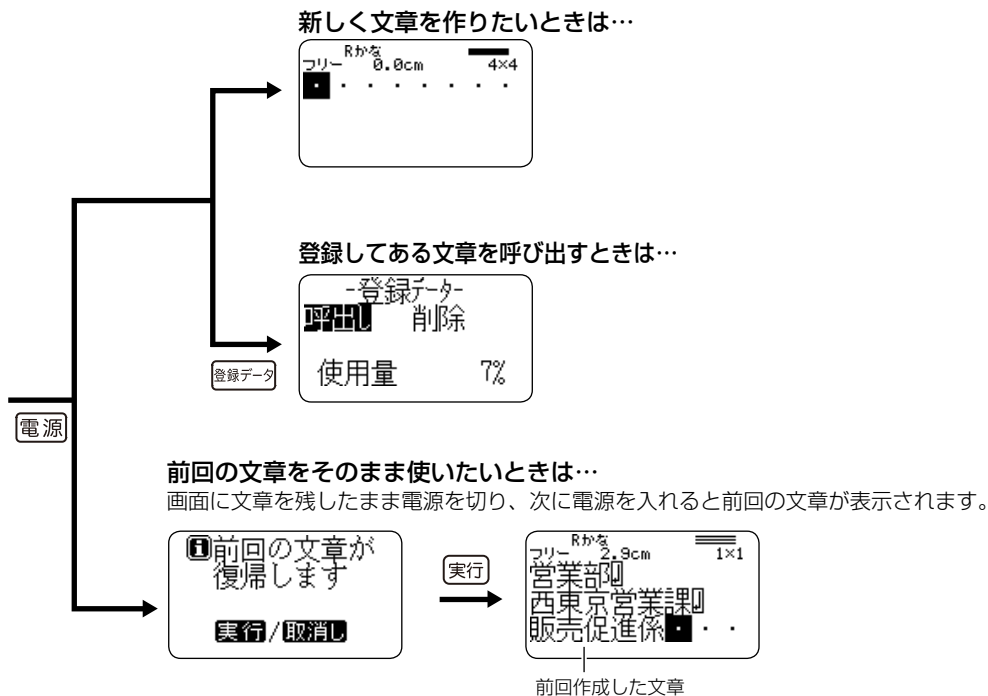 新しく文章を作りたいときは…
Rかな
フリー 0.0cm 4×4
・・・・・・・・
登録してある文章を呼び出すときは…
-登録データ-
呼出し 削除
使用量 7%
登録データ
電源
前回の文章をそのまま使いたいときは…
画面に文章を残したまま電源を切り、次に電源を入れると前回の文章が表示されます。
i前回の文章が
復帰します
実行/取消し
実行
Rかな
フリー 2.9cm 1×1
営業部↲
西東京営業課↲
販売促進係・・・
前回作成した文章